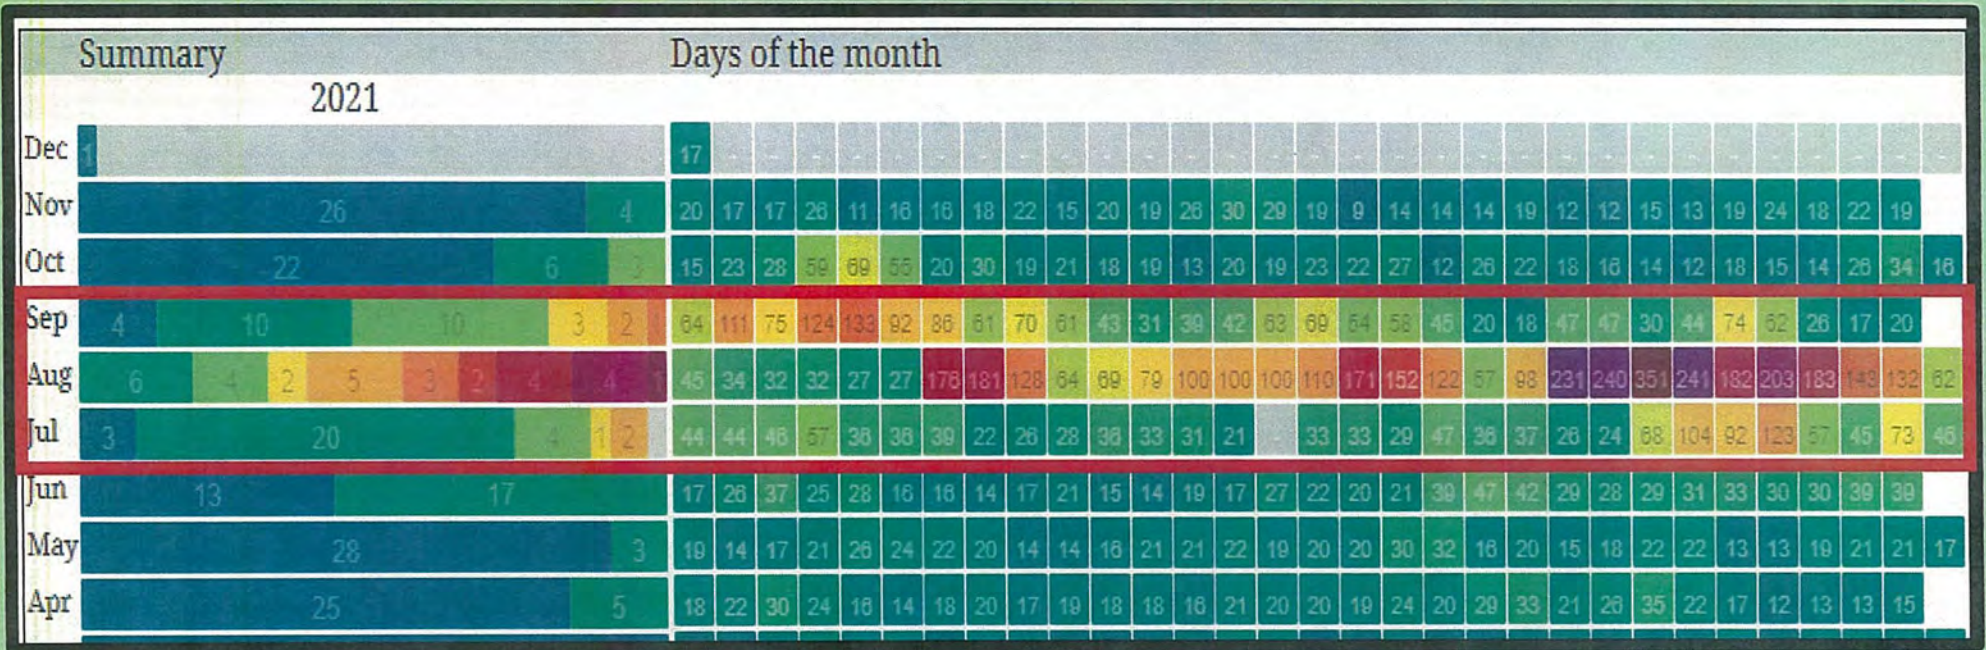 Summary Days of the month
2021
Dec 1 17 - - - - - - - - - - - - - - - - - - - - - - - - - - - - - -
Nov 26 4 20 17 17 26 11 16 16 18 22 15 20 19 26 30 29 19 9 14 14 14 19 12 12 15 13 19 24 18 22 19
Oct 22 6 3 15 23 28 59 69 55 20 30 19 21 18 19 13 20 19 23 22 27 12 26 22 18 16 14 12 18 15 14 26 34 16
Sep 4 10 10 3 2 1 64 111 75 124 133 92 86 61 70 61 43 31 39 42 63 69 54 58 45 20 18 47 47 30 44 74 62 26 17 20
Aug 6 4 2 5 3 2 4 4 1 45 34 32 32 27 27 176 181 128 64 69 79 100 100 100 110 171 152 122 57 98 231 240 351 241 182 203 183 143 132 62
Jul 3 20 4 1 2 44 44 46 57 36 36 39 22 26 28 36 33 31 21 - 33 33 29 47 36 37 26 24 68 104 92 123 57 45 73 46
Jun 13 17 17 26 37 25 28 16 16 14 17 21 15 14 19 17 27 22 20 21 39 47 42 29 28 29 31 33 30 30 39 39
May 28 3 19 14 17 21 26 24 22 20 14 14 16 21 21 22 19 20 20 30 32 16 20 15 18 22 22 13 13 19 21 21 17
Apr 25 5 18 22 30 24 16 14 18 20 17 19 18 18 16 21 20 20 19 24 20 29 33 21 26 35 22 17 12 13 13 15